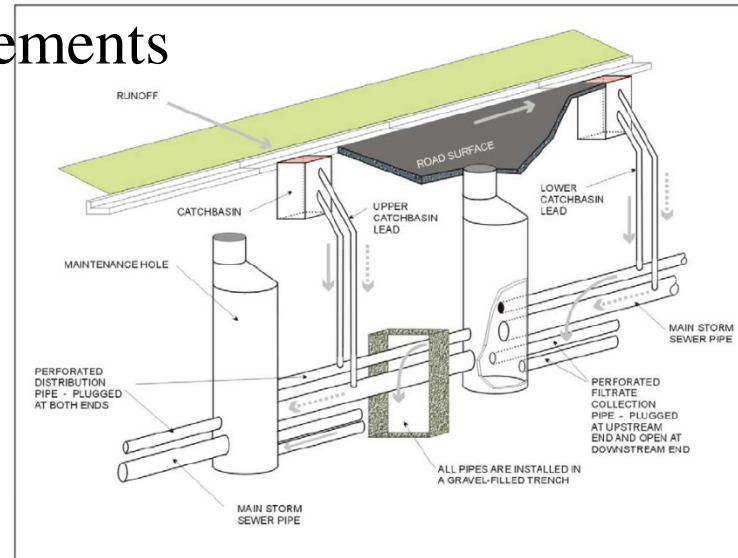 ements
RUNOFF
ROAD SURFACE
CATCHBASIN
UPPER
CATCHBASIN
LEAD
LOWER
CATCHBASIN
LEAD
MAINTENANCE HOLE
MAIN STORM
SEWER PIPE
PERFORATED
DISTRIBUTION
PIPE - PLUGGED
AT BOTH ENDS
PERFORATED
FILTRATE
COLLECTION
PIPE - PLUGGED
AT UPSTREAM
END AND OPEN AT
DOWNSTREAM END
ALL PIPES ARE INSTALLED IN
A GRAVEL-FILLED TRENCH
MAIN STORM
SEWER PIPE